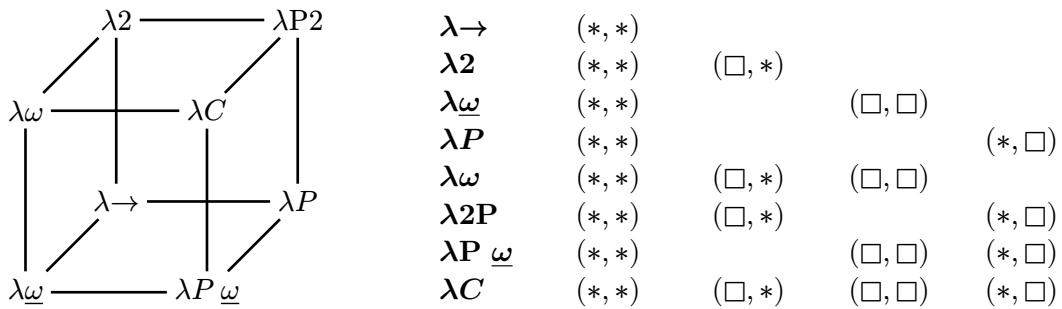 λ2 λP2
λω λC
λ→ λP
λω̲ λP ω̲
λ→ (∗, ∗)
λ2 (∗, ∗) (□, ∗)
λω̲ (∗, ∗) (□, □)
λP (∗, ∗) (∗, □)
λω (∗, ∗) (□, ∗) (□, □)
λ2P (∗, ∗) (□, ∗) (∗, □)
λP ω̲ (∗, ∗) (□, □) (∗, □)
λC (∗, ∗) (□, ∗) (□, □) (∗, □)